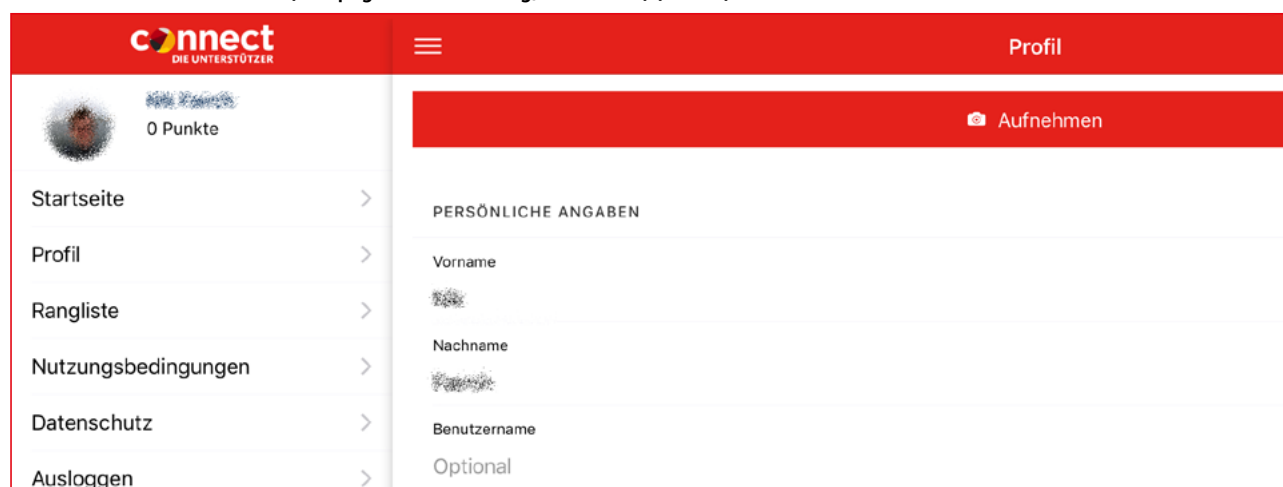 connect
DIE UNTERSTÜTZER
0 Punkte
Startseite
Profil
Rangliste
Nutzungsbedingungen
Datenschutz
Ausloggen
Profil
Aufnehmen
PERSÖNLICHE ANGABEN
Vorname
Nachname
Benutzername
Optional